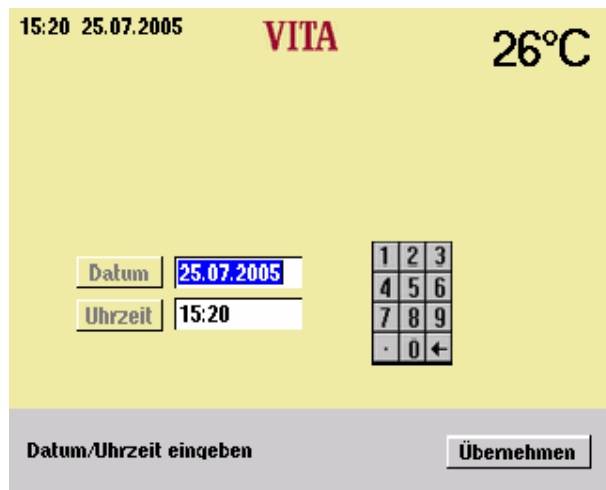 15:20 25.07.2005 VITA 26°C
Datum 25.07.2005
Uhrzeit 15:20
1 2 3
4 5 6
7 8 9
· 0 ←
Datum/Uhrzeit eingeben Übernehmen